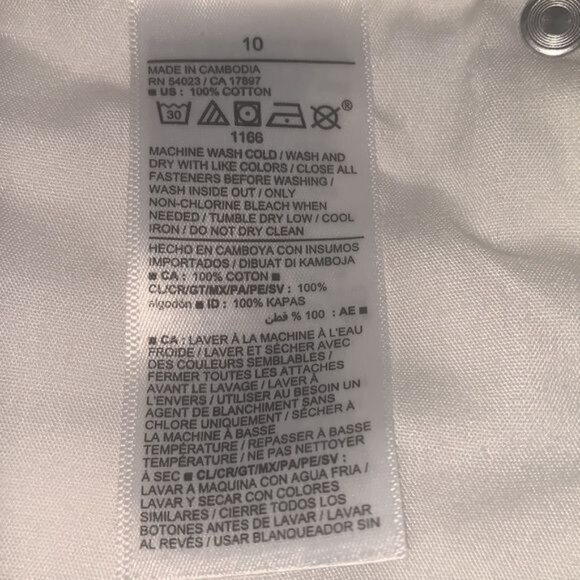 10
MADE IN CAMBODIA
RN 54023 / CA 17897
■ US : 100% COTTON
30 ®
1166
MACHINE WASH COLD / WASH AND
DRY WITH LIKE COLORS / CLOSE ALL
FASTENERS BEFORE WASHING /
WASH INSIDE OUT / ONLY
NON-CHLORINE BLEACH WHEN
NEEDED / TUMBLE DRY LOW / COOL
IRON / DO NOT DRY CLEAN
HECHO EN CAMBOYA CON INSUMOS
IMPORTADOS / DIBUAT DI KAMBOJA
■ CA : 100% COTON ■
CL/CR/GT/MX/PA/PE/SV : 100%
algodón ■ ID : 100% KAPAS
■ AE : 100 % قطن
■ CA : LAVER À LA MACHINE À L'EAU
FROIDE / LAVER ET SÉCHER AVEC
DES COULEURS SEMBLABLES /
FERMER TOUTES LES ATTACHES
AVANT LE LAVAGE / LAVER À
L'ENVERS / UTILISER AU BESOIN UN
AGENT DE BLANCHIMENT SANS
CHLORE UNIQUEMENT / SÉCHER À
LA MACHINE À BASSE
TEMPÉRATURE / REPASSER À BASSE
TEMPÉRATURE / NE PAS NETTOYER
À SEC ■ CL/CR/GT/MX/PA/PE/SV :
LAVAR A MAQUINA CON AGUA FRIA /
LAVAR Y SECAR CON COLORES
SIMILARES / CIERRE TODOS LOS
BOTONES ANTES DE LAVAR / LAVAR
AL REVÉS / USAR BLANQUEADOR SIN